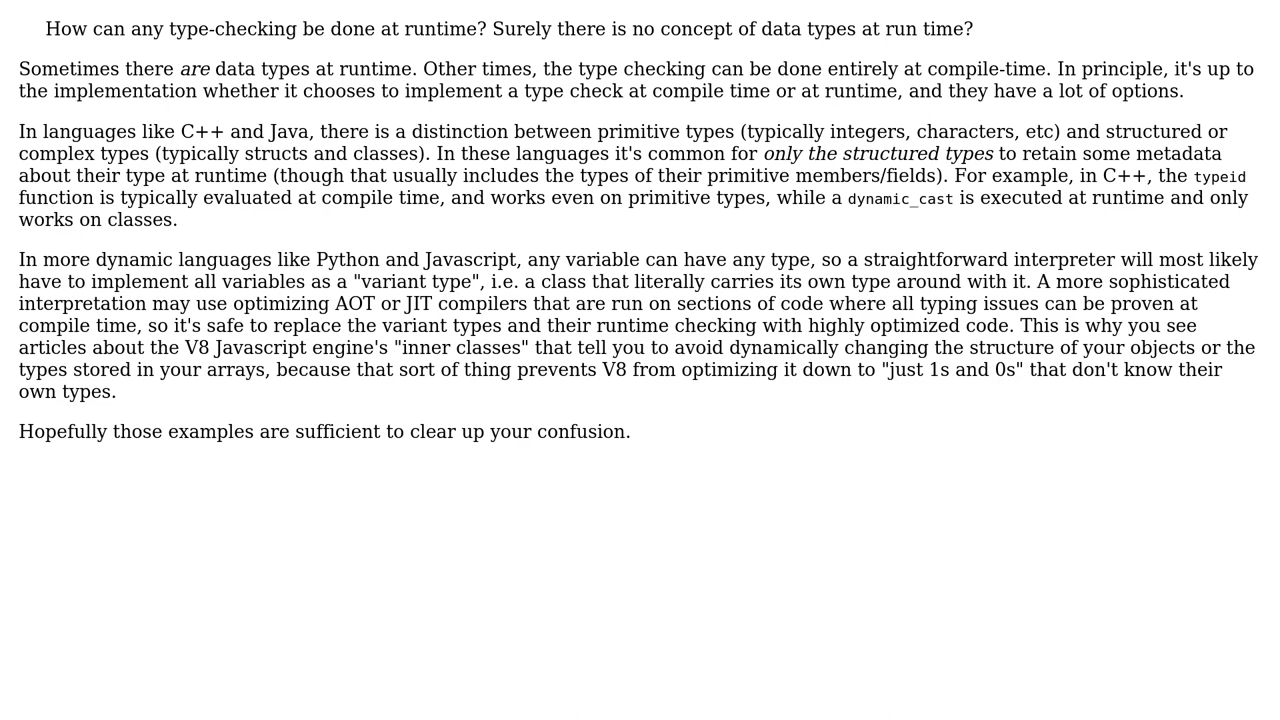 How can any type-checking be done at runtime? Surely there is no concept of data types at run time?
Sometimes there are data types at runtime. Other times, the type checking can be done entirely at compile-time. In principle, it's up to
the implementation whether it chooses to implement a type check at compile time or at runtime, and they have a lot of options.
In languages like C++ and Java, there is a distinction between primitive types (typically integers, characters, etc) and structured or
complex types (typically structs and classes). In these languages it's common for only the structured types to retain some metadata
about their type at runtime (though that usually includes the types of their primitive members/fields). For example, in C++, the typeid
function is typically evaluated at compile time, and works even on primitive types, while a dynamic_cast is executed at runtime and only
works on classes.
In more dynamic languages like Python and Javascript, any variable can have any type, so a straightforward interpreter will most likely
have to implement all variables as a "variant type", i.e. a class that literally carries its own type around with it. A more sophisticated
interpretation may use optimizing AOT or JIT compilers that are run on sections of code where all typing issues can be proven at
compile time, so it's safe to replace the variant types and their runtime checking with highly optimized code. This is why you see
articles about the V8 Javascript engine's "inner classes" that tell you to avoid dynamically changing the structure of your objects or the
types stored in your arrays, because that sort of thing prevents V8 from optimizing it down to "just 1s and 0s" that don't know their
own types.
Hopefully those examples are sufficient to clear up your confusion.